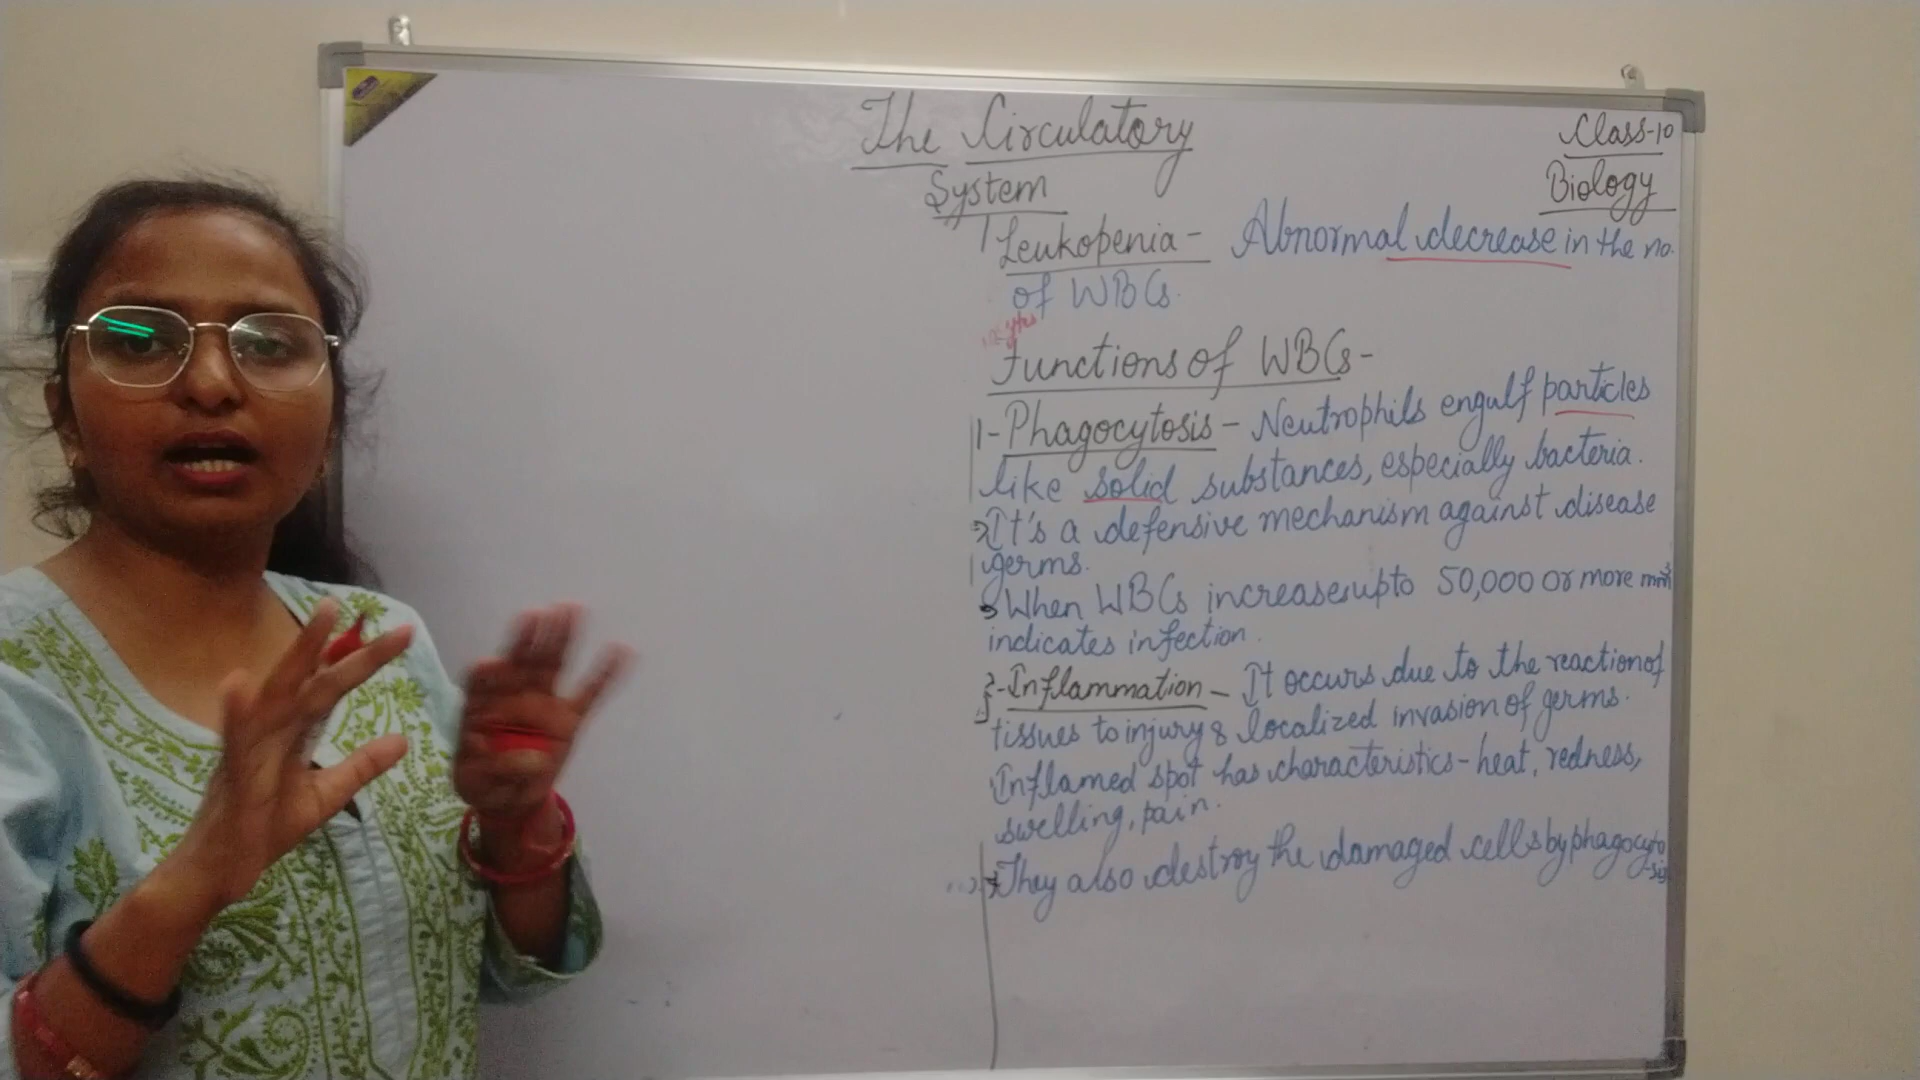 The Circulatory
System
Class-10
Biology
Leukopenia - Abnormal decrease in the no.
of WBCs.
Functions of WBCs -
1- Phagocytosis - Neutrophils engulf particles
like solid substances, especially bacteria.
It's a defensive mechanism against disease
germs.
When WBCs increases upto 50,000 or more mm³
indicates infection.
2- Inflammation - It occurs due to the reaction of
tissues to injury & localized invasion of germs.
Inflamed spot has characteristics - heat, redness,
swelling, pain.
They also destroy the damaged cells by phagocyto
-sis